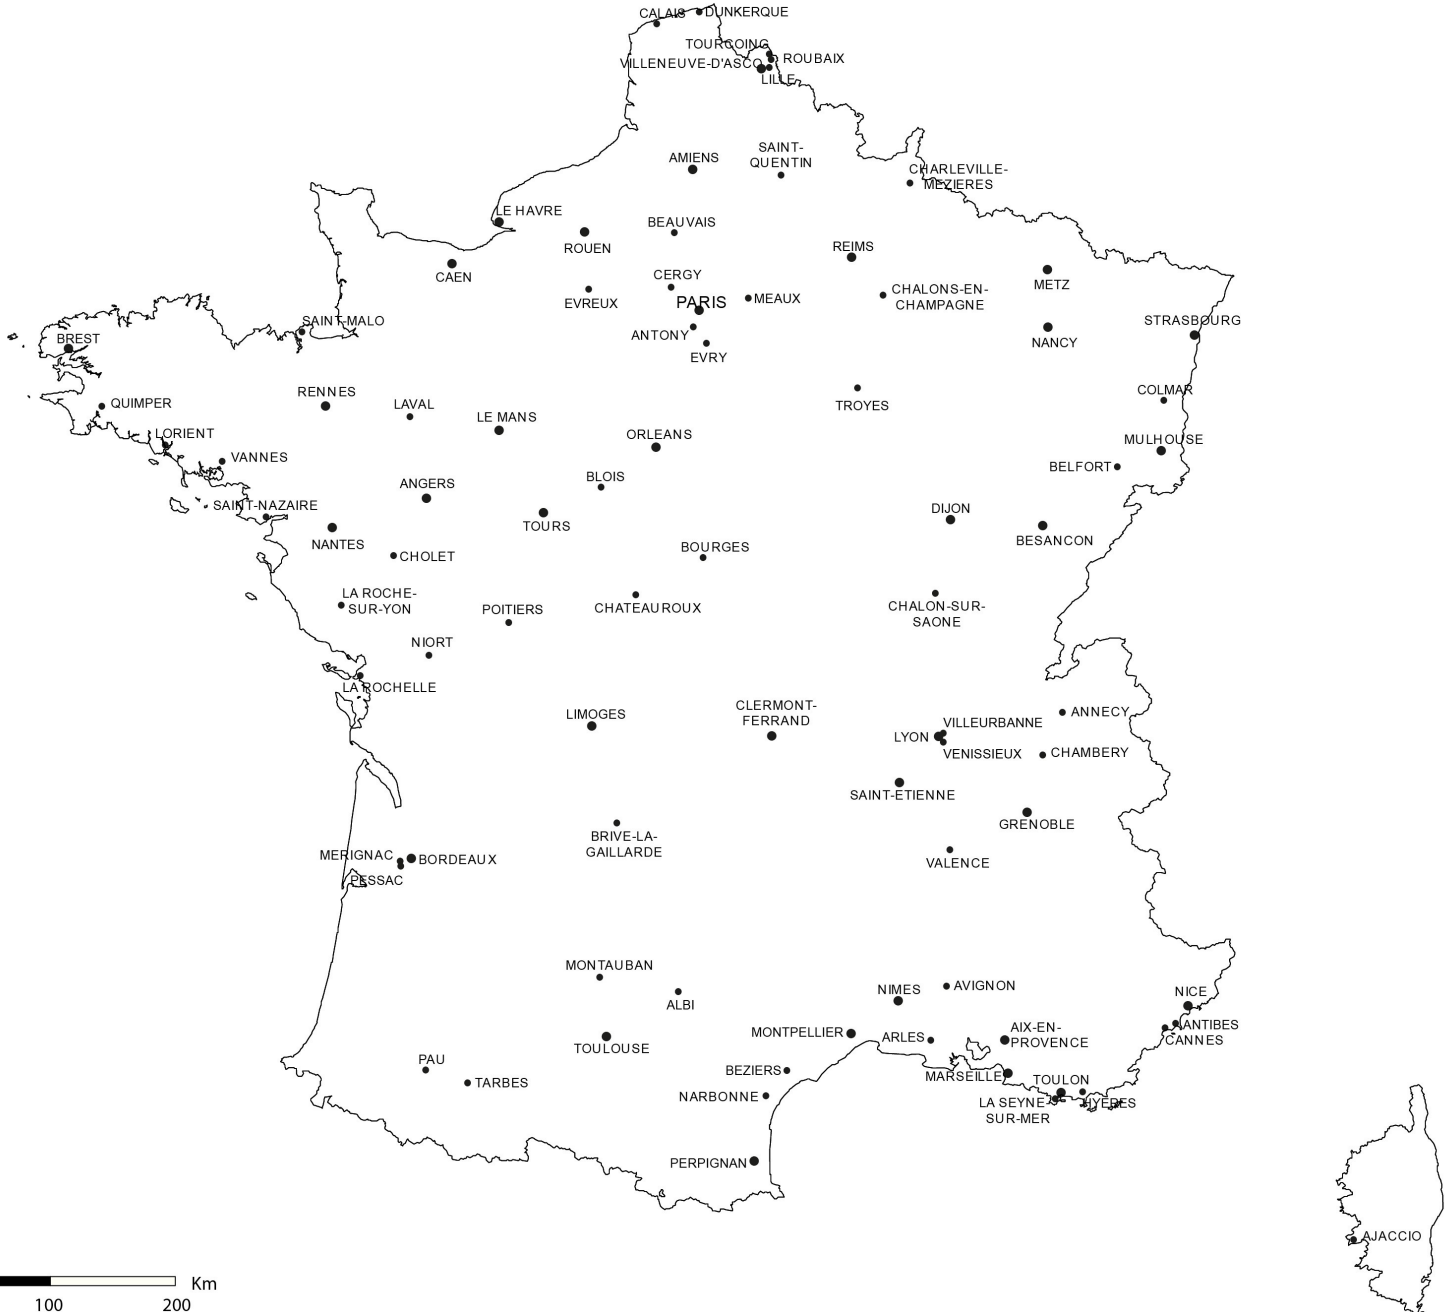 CALAIS
DUNKERQUE
TOURCOING
ROUBAIX
VILLENEUVE-D'ASCQ
LILLE
AMIENS
SAINT-
QUENTIN
CHARLEVILLE-
MEZIERES
LE HAVRE
ROUEN
BEAUVAIS
REIMS
CAEN
CERGY
EVREUX
PARIS
MEAUX
CHALONS-EN-
CHAMPAGNE
METZ
SAINT-MALO
ANTONY
EVRY
NANCY
STRASBOURG
BREST
QUIMPER
RENNES
LAVAL
LE MANS
TROYES
COLMAR
LORIENT
VANNES
ORLEANS
MULHOUSE
BELFORT
ANGERS
BLOIS
SAINT-NAZAIRE
TOURS
DIJON
NANTES
BESANCON
CHOLET
BOURGES
LA ROCHE-
SUR-YON
POITIERS
CHATEAUROUX
CHALON-SUR-
SAONE
NIORT
LA ROCHELLE
LIMOGES
CLERMONT-
FERRAND
ANNECY
VILLEURBANNE
LYON
VENISSIEUX
CHAMBERY
SAINT-ETIENNE
GRENOBLE
BRIVE-LA-
GAILLARDE
MERIGNAC
BORDEAUX
PESSAC
VALENCE
MONTAUBAN
ALBI
NIMES
AVIGNON
NICE
TOULOUSE
MONTPELLIER
ARLES
AIX-EN-
PROVENCE
ANTIBES
CANNES
PAU
TARBES
BEZIERS
MARSEILLE
TOULON
NARBONNE
LA SEYNE-
SUR-MER
HYERES
PERPIGNAN
AJACCIO
Km
100 200